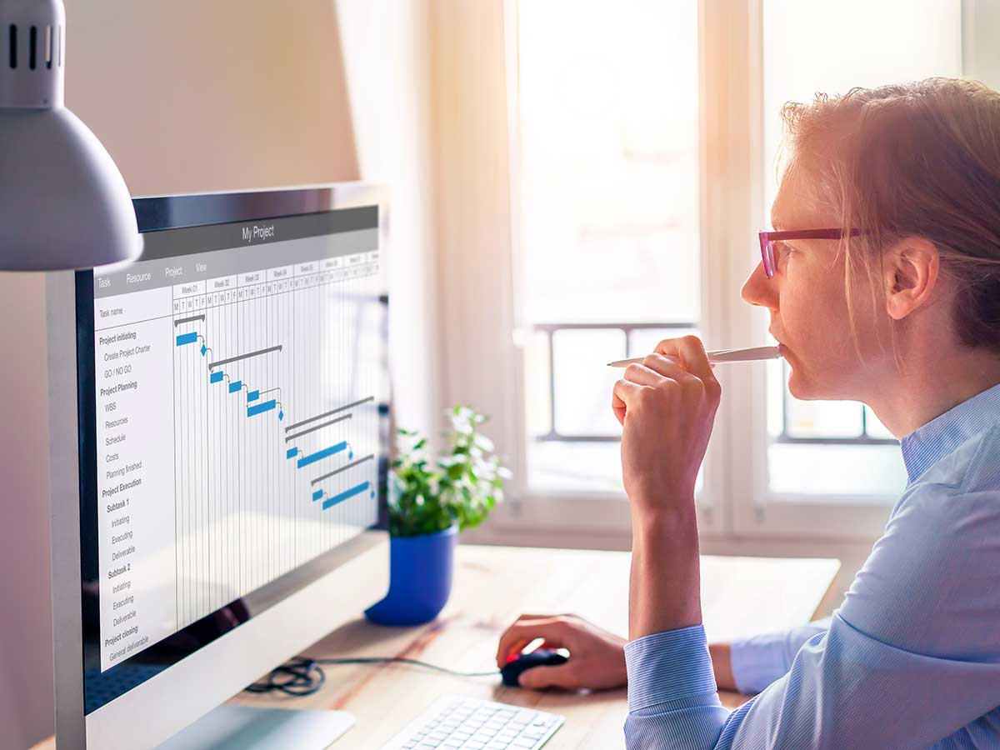 My Project
Task Resource Project View
Task name
Week 01 Week 02 Week 03 Week 04 Week 05
M T W T F M T W T F M T W T F M T W T F M T W T F
Project initiating
Create Project Charter
GO / NO GO
Project Planning
WBS
Resources
Schedule
Costs
Planning finished
Project Execution
Subtask 1
Initiating
Executing
Deliverable
Subtask 2
Initiating
Executing
Deliverable
Project closing
General deliverable